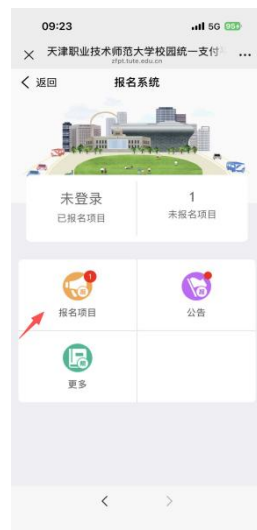 09:23
5G 95+
天津职业技术师范大学校园统一支付
zfpt.tute.edu.cn
返回 报名系统
未登录
已报名项目
1
未报名项目
1
报名项目
公告
更多